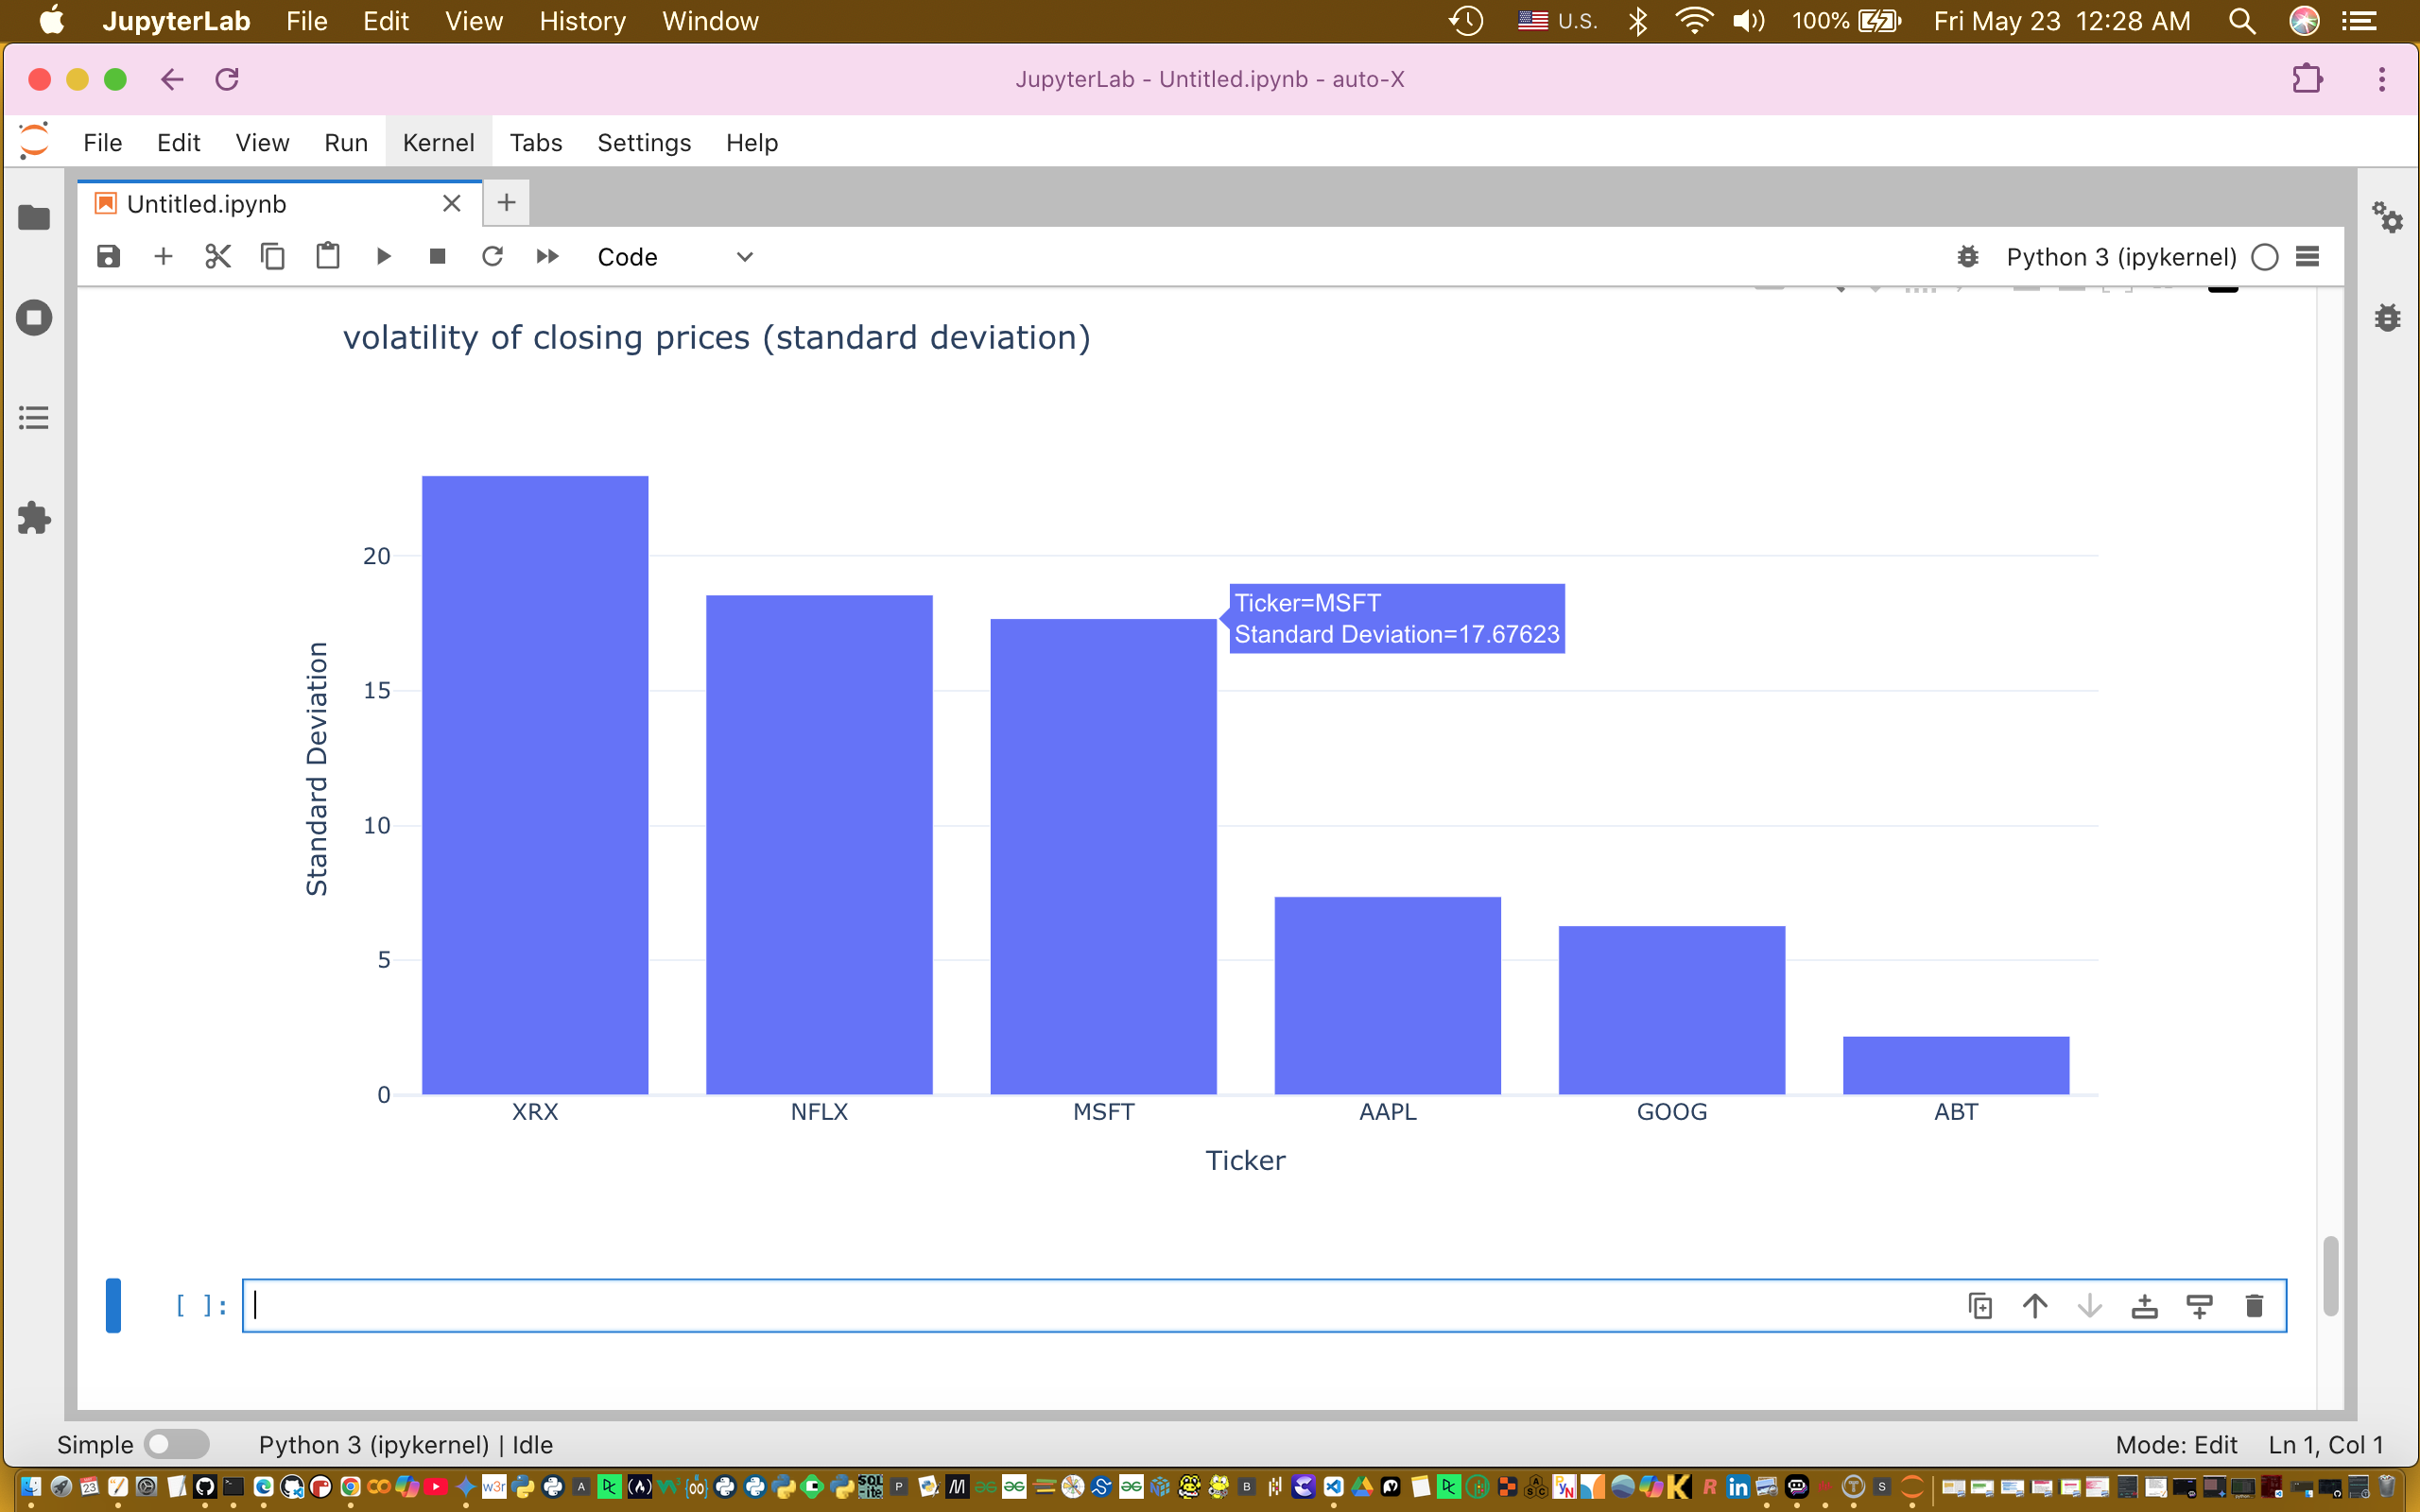 JupyterLab File Edit View History Window U.S. 100% Fri May 23 12:28 AM
JupyterLab - Untitled.ipynb - auto-X
File Edit View Run Kernel Tabs Settings Help
Untitled.ipynb
Code Python 3 (ipykernel)
volatility of closing prices (standard deviation)
Standard Deviation
20
15
10
5
0
Ticker=MSFT
Standard Deviation=17.67623
XRX NFLX MSFT AAPL GOOG ABT
Ticker
[ ]:
Simple Python 3 (ipykernel) | Idle Mode: Edit Ln 1, Col 1